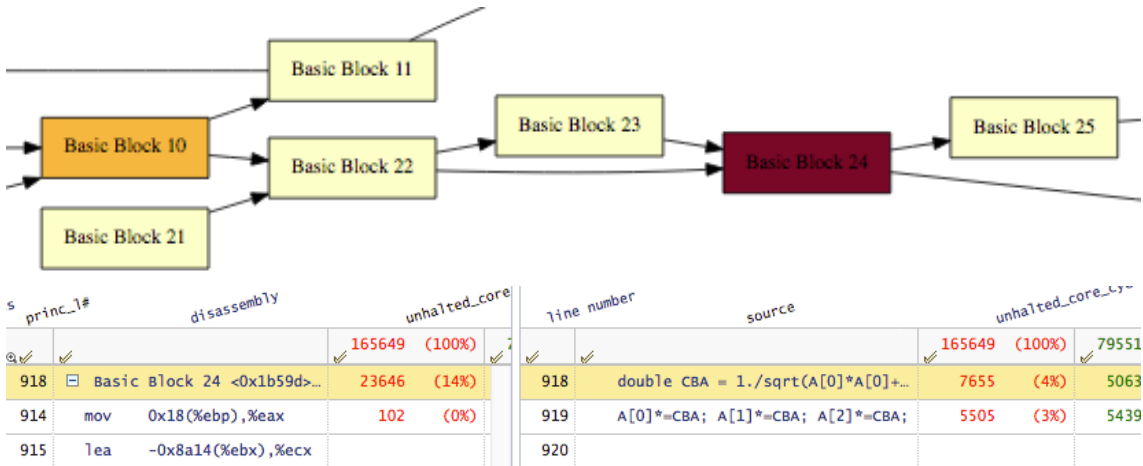 Basic Block 11
Basic Block 10
Basic Block 23
Basic Block 25
Basic Block 22
Basic Block 24
Basic Block 21
s princ_l# disassembly unhalted_core
165649 (100%) 7
918 Basic Block 24 <0x1b59d>… 23646 (14%)
914 mov 0x18(%ebp),%eax 102 (0%)
915 lea -0x8a14(%ebx),%ecx
line number source unhalted_core_cyc
165649 (100%) 79551
918 double CBA = 1./sqrt(A[0]*A[0]+… 7655 (4%) 5063
919 A[0]*=CBA; A[1]*=CBA; A[2]*=CBA; 5505 (3%) 5439
920